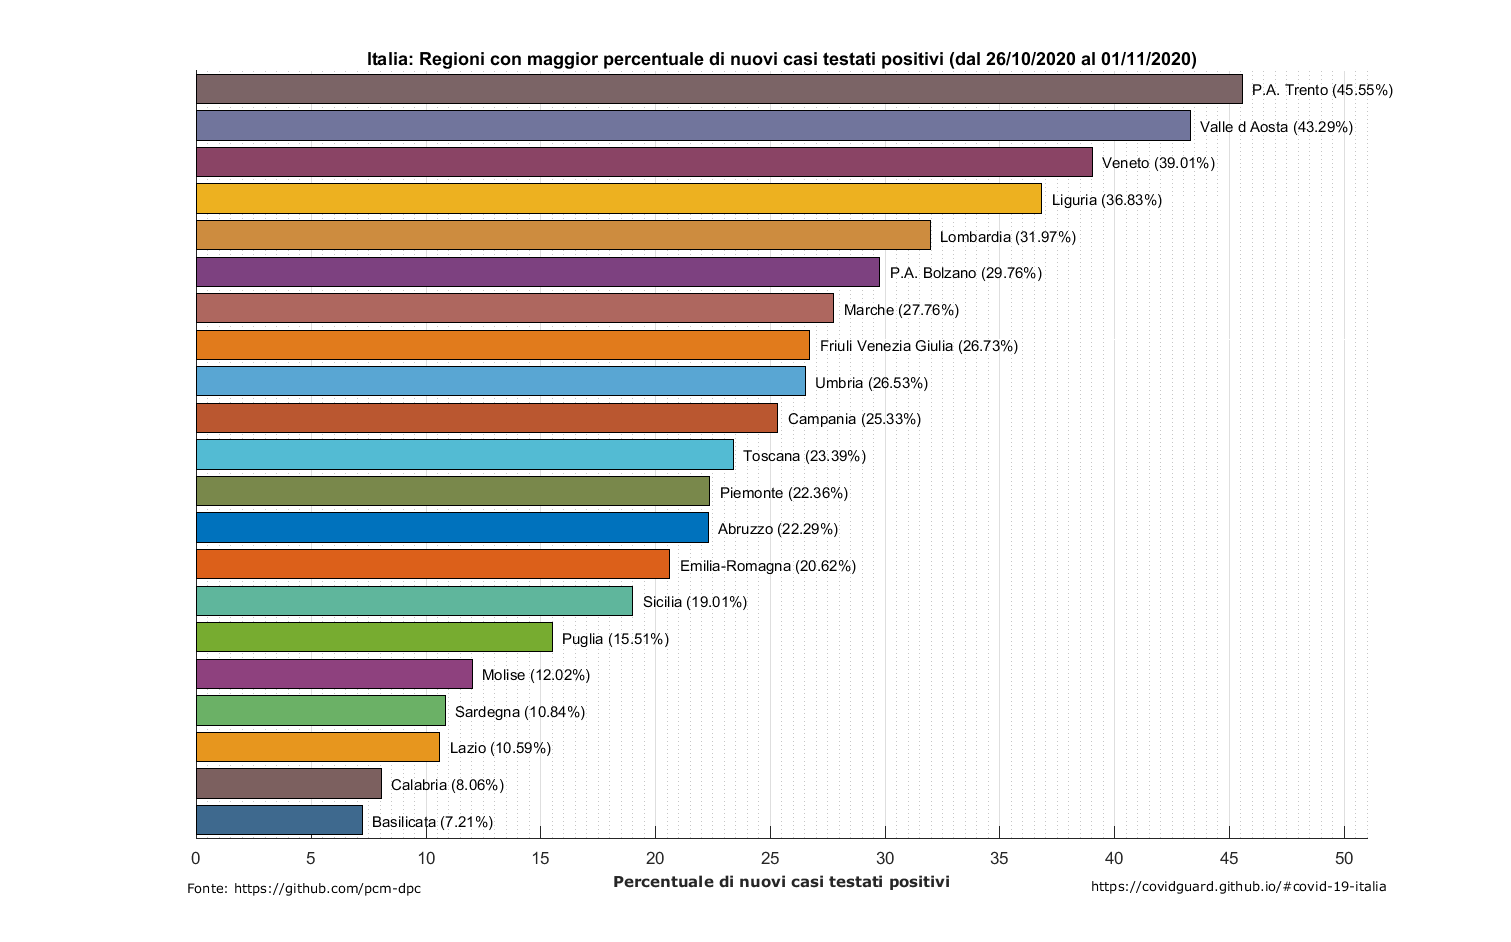 Italia: Regioni con maggior percentuale di nuovi casi testati positivi (dal 26/10/2020 al 01/11/2020)
P.A. Trento (45.55%)
Valle d Aosta (43.29%)
Veneto (39.01%)
Liguria (36.83%)
Lombardia (31.97%)
P.A. Bolzano (29.76%)
Marche (27.76%)
Friuli Venezia Giulia (26.73%)
Umbria (26.53%)
Campania (25.33%)
Toscana (23.39%)
Piemonte (22.36%)
Abruzzo (22.29%)
Emilia-Romagna (20.62%)
Sicilia (19.01%)
Puglia (15.51%)
Molise (12.02%)
Sardegna (10.84%)
Lazio (10.59%)
Calabria (8.06%)
Basilicata (7.21%)
0 5 10 15 20 25 30 35 40 45 50
Percentuale di nuovi casi testati positivi
Fonte: https://github.com/pcm-dpc
https://covidguard.github.io/#covid-19-italia